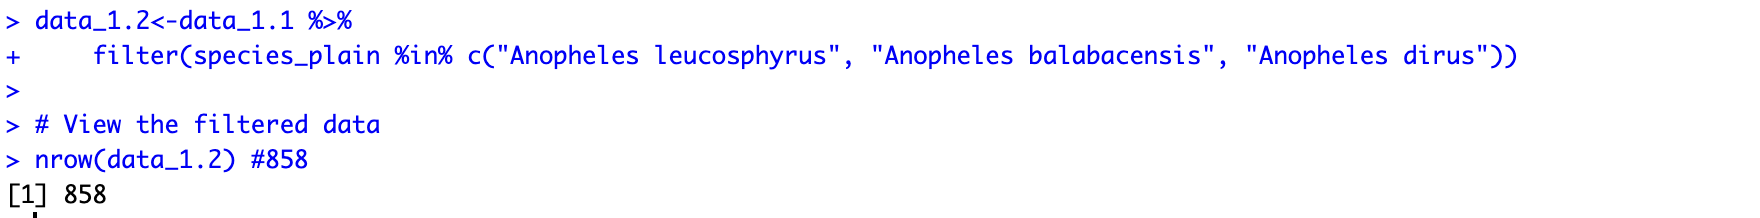 > data_1.2<-data_1.1 %>%
+     filter(species_plain %in% c("Anopheles leucosphyrus", "Anopheles balabacensis", "Anopheles dirus"))
>
> # View the filtered data
> nrow(data_1.2) #858
[1] 858